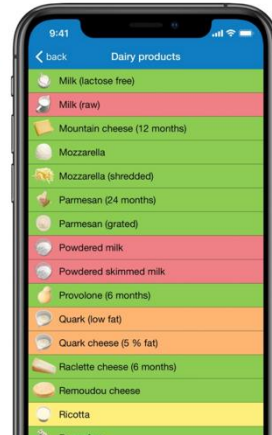 9:41
back Dairy products
Milk (lactose free)
Milk (raw)
Mountain cheese (12 months)
Mozzarella
Mozzarella (shredded)
Parmesan (24 months)
Parmesan (grated)
Powdered milk
Powdered skimmed milk
Provolone (6 months)
Quark (low fat)
Quark cheese (5 % fat)
Raclette cheese (6 months)
Remoudou cheese
Ricotta